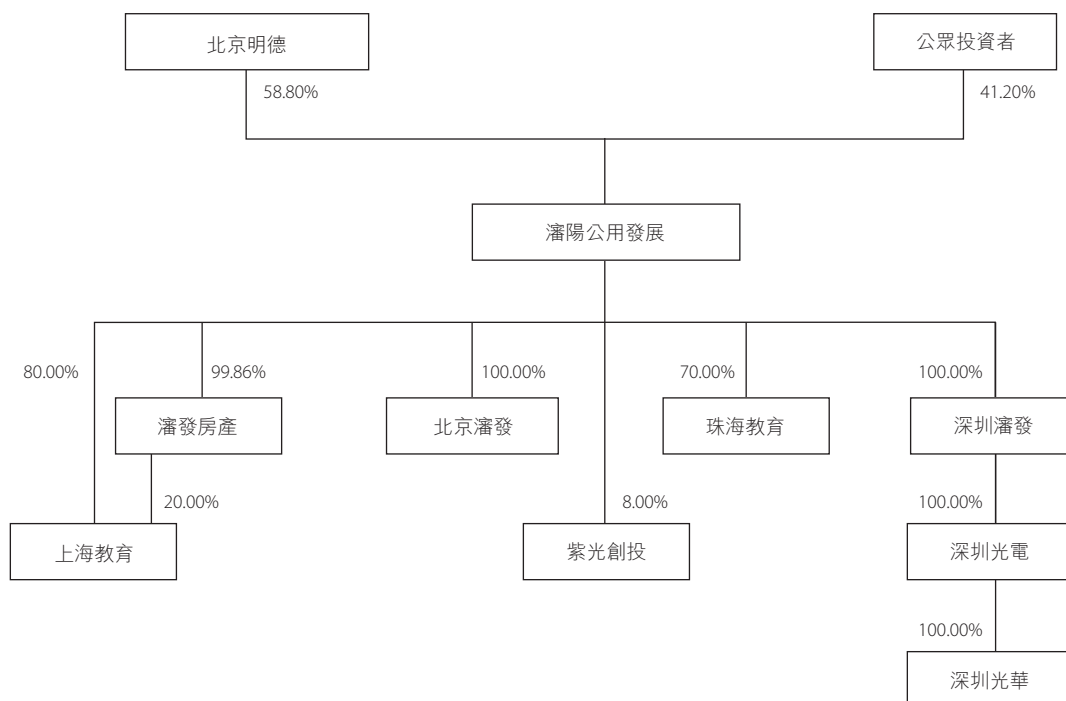 北京明德
公眾投資者
58.80%
41.20%
瀋陽公用發展
80.00%
99.86%
100.00%
70.00%
100.00%
瀋發房產
北京瀋發
珠海教育
深圳瀋發
20.00%
8.00%
100.00%
上海教育
紫光創投
深圳光電
100.00%
深圳光華